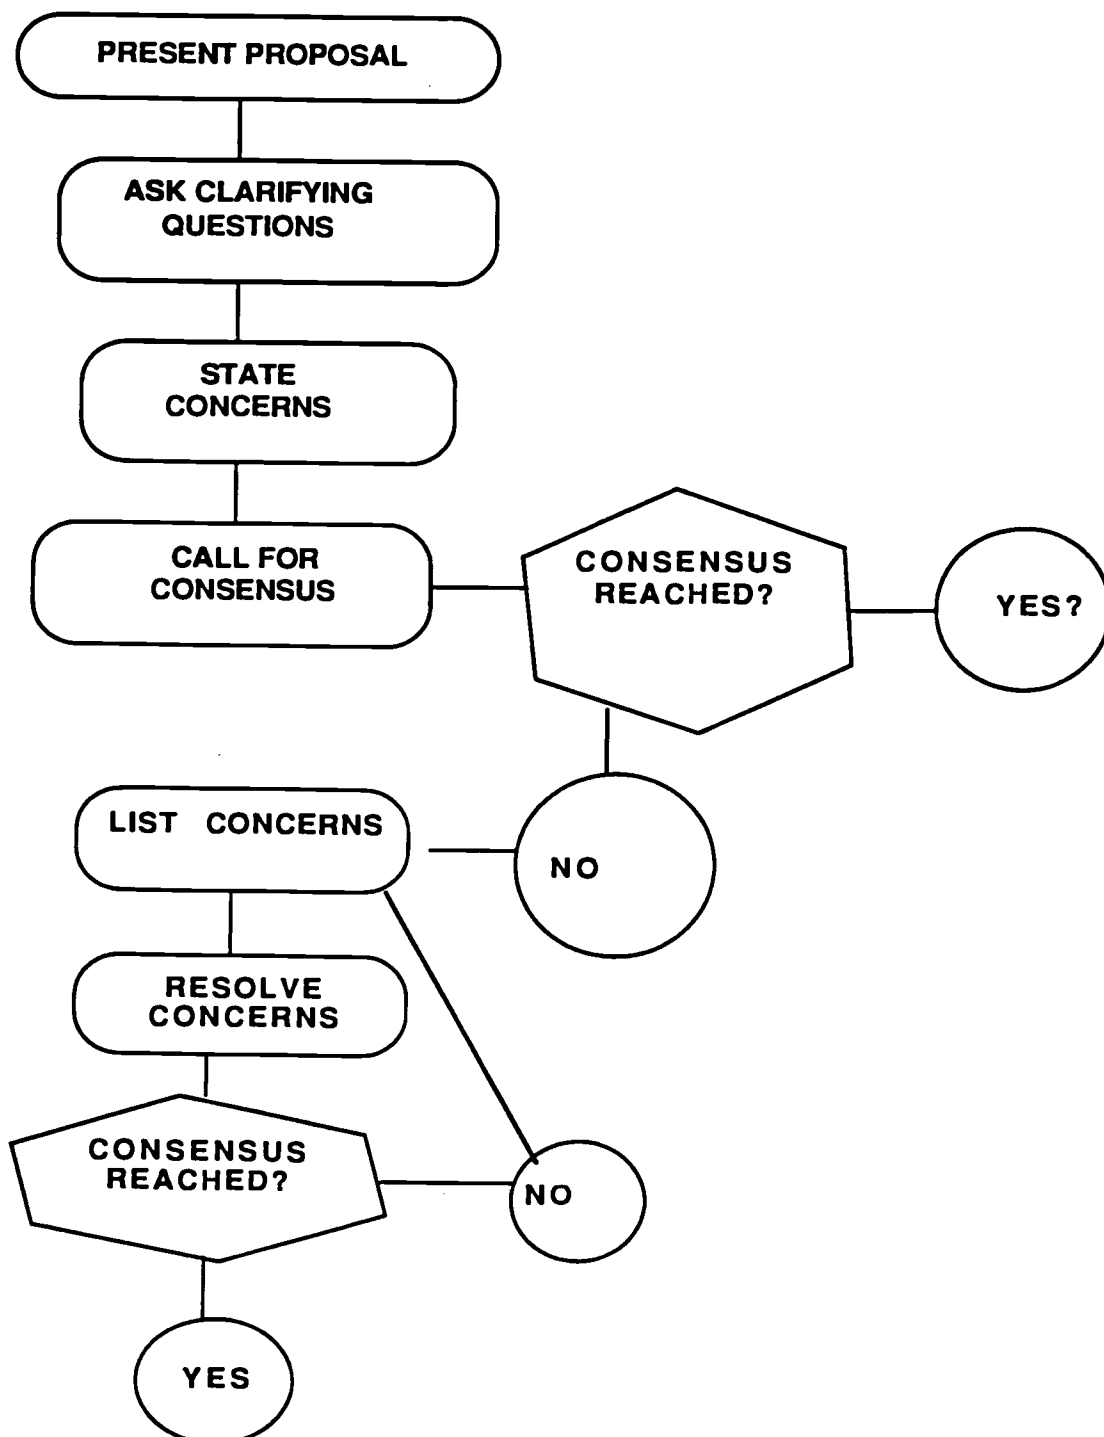 PRESENT PROPOSAL
ASK CLARIFYING
QUESTIONS
STATE
CONCERNS
CALL FOR
CONSENSUS
CONSENSUS
REACHED?
YES?
NO
LIST CONCERNS
RESOLVE
CONCERNS
CONSENSUS
REACHED?
NO
YES